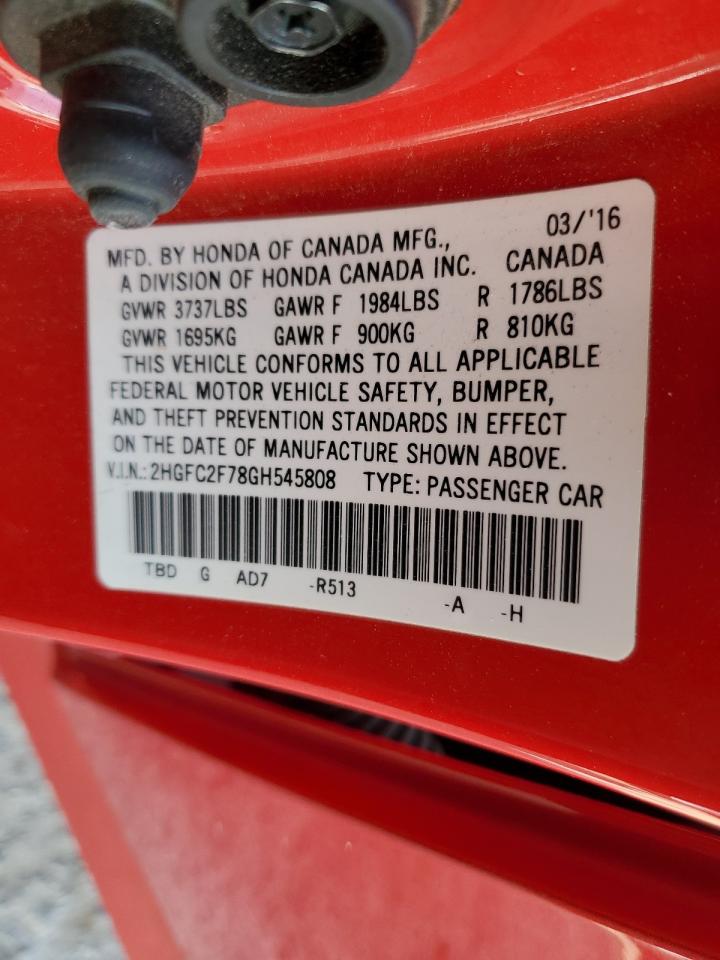 03/'16
MFD. BY HONDA OF CANADA MFG.,
A DIVISION OF HONDA CANADA INC. CANADA
GVWR 3737LBS GAWR F 1984LBS R 1786LBS
GVWR 1695KG GAWR F 900KG R 810KG
THIS VEHICLE CONFORMS TO ALL APPLICABLE
FEDERAL MOTOR VEHICLE SAFETY, BUMPER,
AND THEFT PREVENTION STANDARDS IN EFFECT
ON THE DATE OF MANUFACTURE SHOWN ABOVE.
V.I.N.: 2HGFC2F78GH545808 TYPE: PASSENGER CAR
TBD G AD7 -R513 -A -H